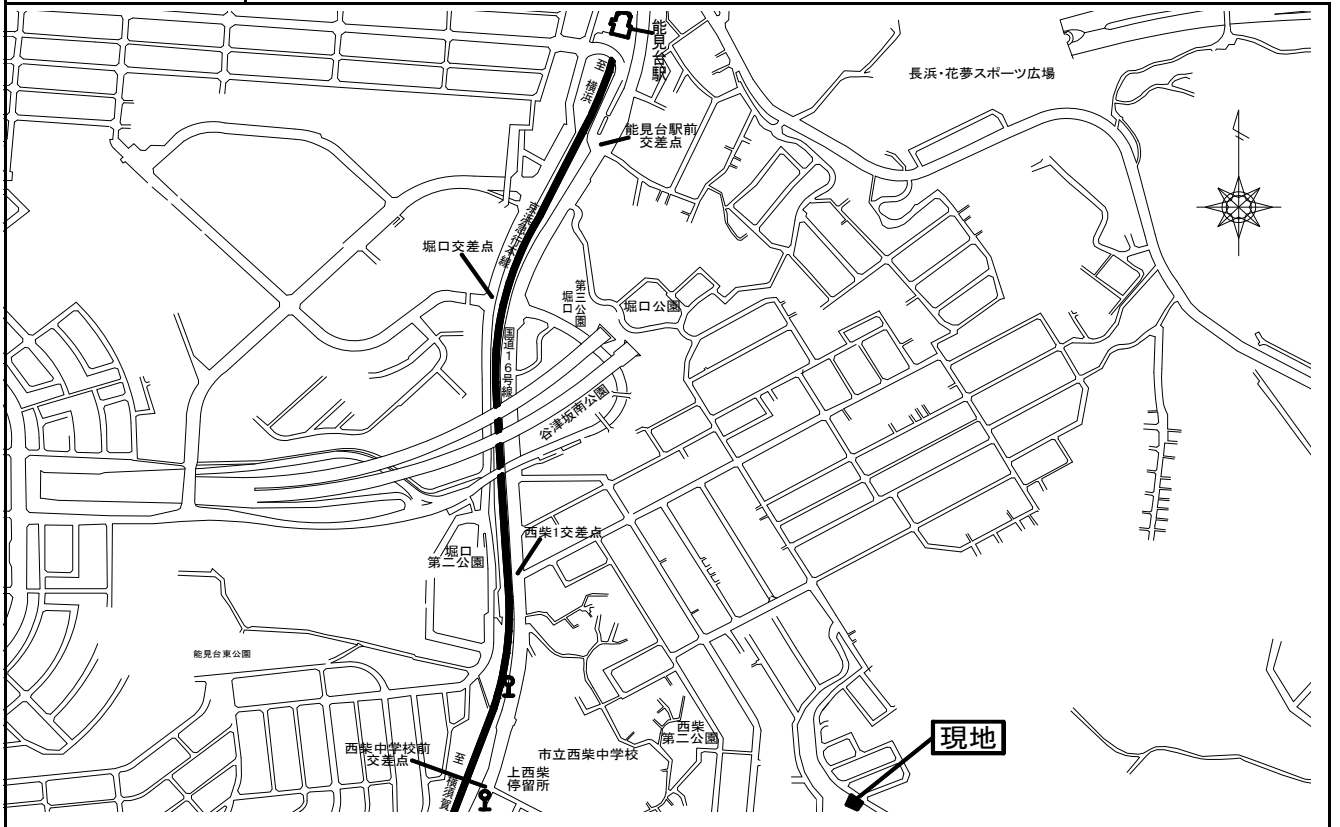 能見台駅
至 横浜
長浜・花夢スポーツ広場
能見台駅前
交差点
京浜急行本線
堀口交差点
第三公園
堀口
堀口公園
国道16号線
谷津坂南公園
西柴1交差点
堀口
第二公園
能見台東公園
西柴
第二公園
現地
西柴中学校前
交差点
至 横須賀
市立西柴中学校
上西柴
停留所